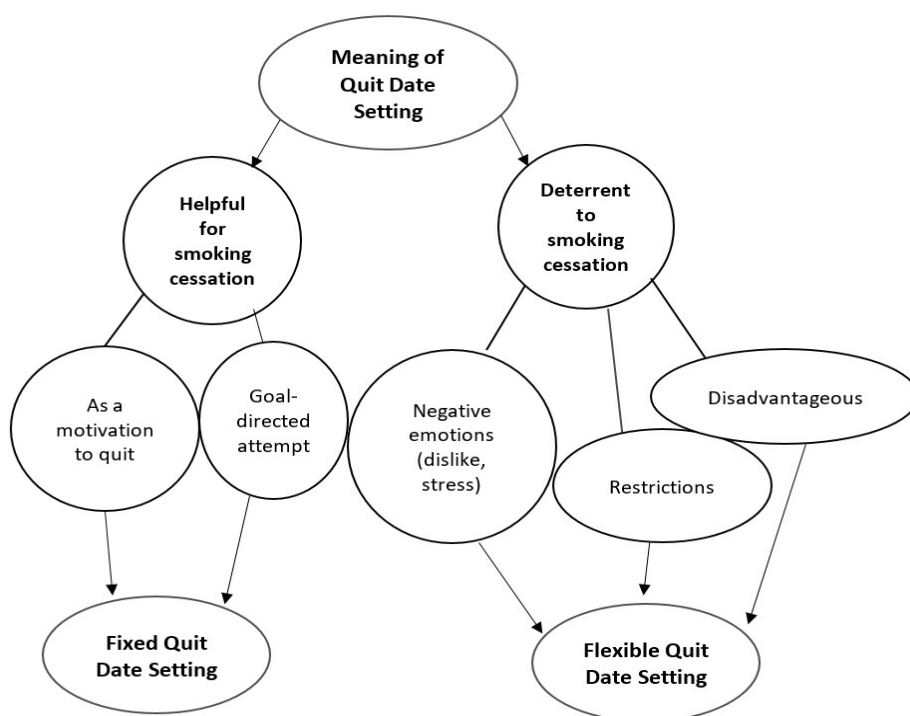 Meaning of
Quit Date
Setting
Helpful
for
smoking
cessation
Deterrent
to
smoking
cessation
As a
motivation
to quit
Goal-
directed
attempt
Negative
emotions
(dislike,
stress)
Restrictions
Disadvantageous
Fixed Quit
Date Setting
Flexible Quit
Date Setting